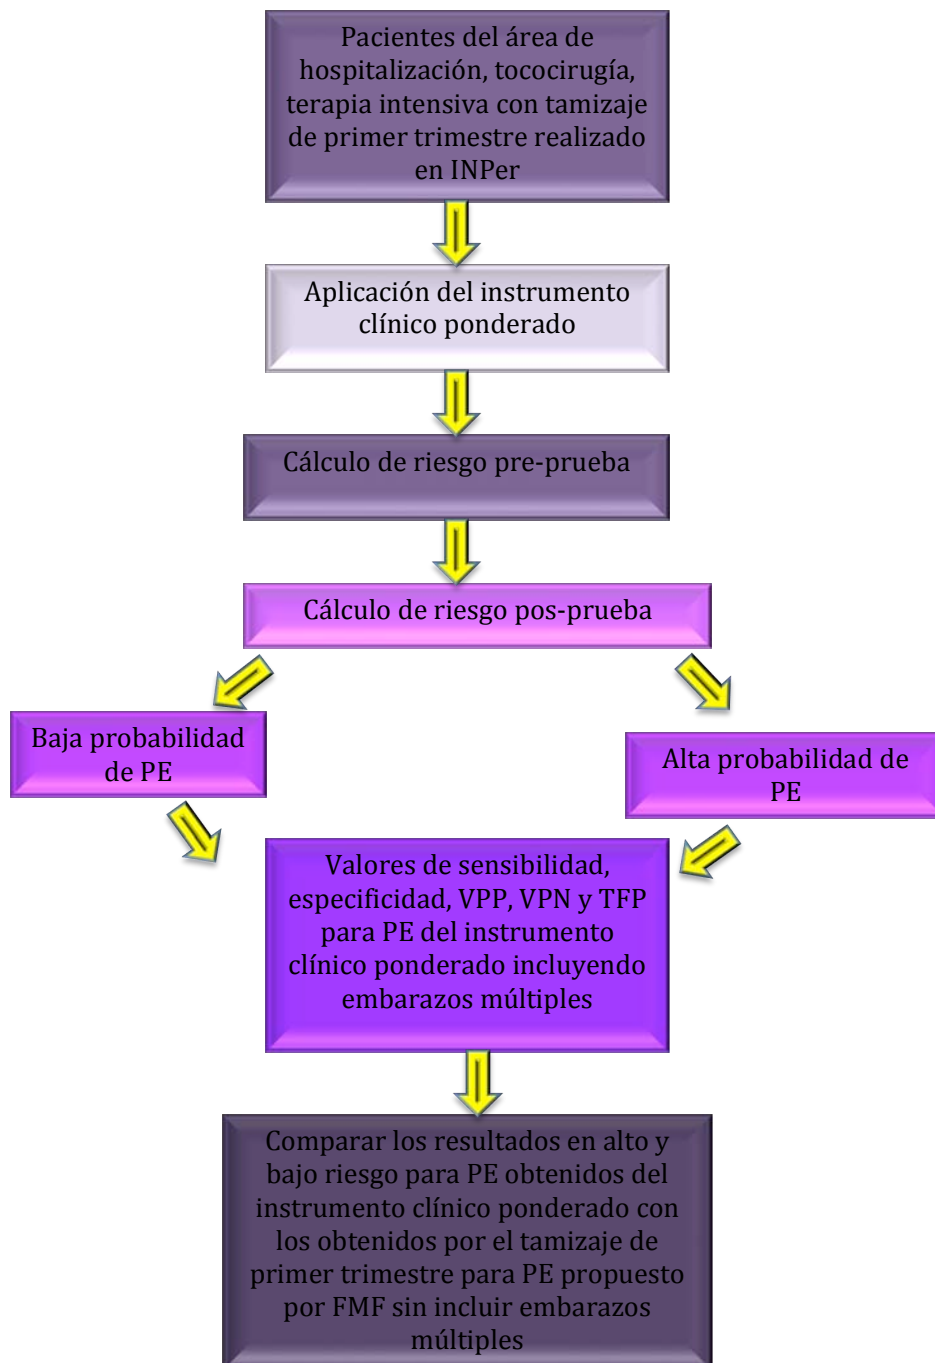 Pacientes del área de
hospitalización, tococirugía,
terapia intensiva con tamizaje
de primer trimestre realizado
en INPer
Aplicación del instrumento
clínico ponderado
Cálculo de riesgo pre-prueba
Cálculo de riesgo pos-prueba
Baja probabilidad
de PE
Alta probabilidad de
PE
Valores de sensibilidad,
especificidad, VPP, VPN y TFP
para PE del instrumento
clínico ponderado incluyendo
embarazos múltiples
Comparar los resultados en alto y
bajo riesgo para PE obtenidos del
instrumento clínico ponderado con
los obtenidos por el tamizaje de
primer trimestre para PE propuesto
por FMF sin incluir embarazos
múltiples